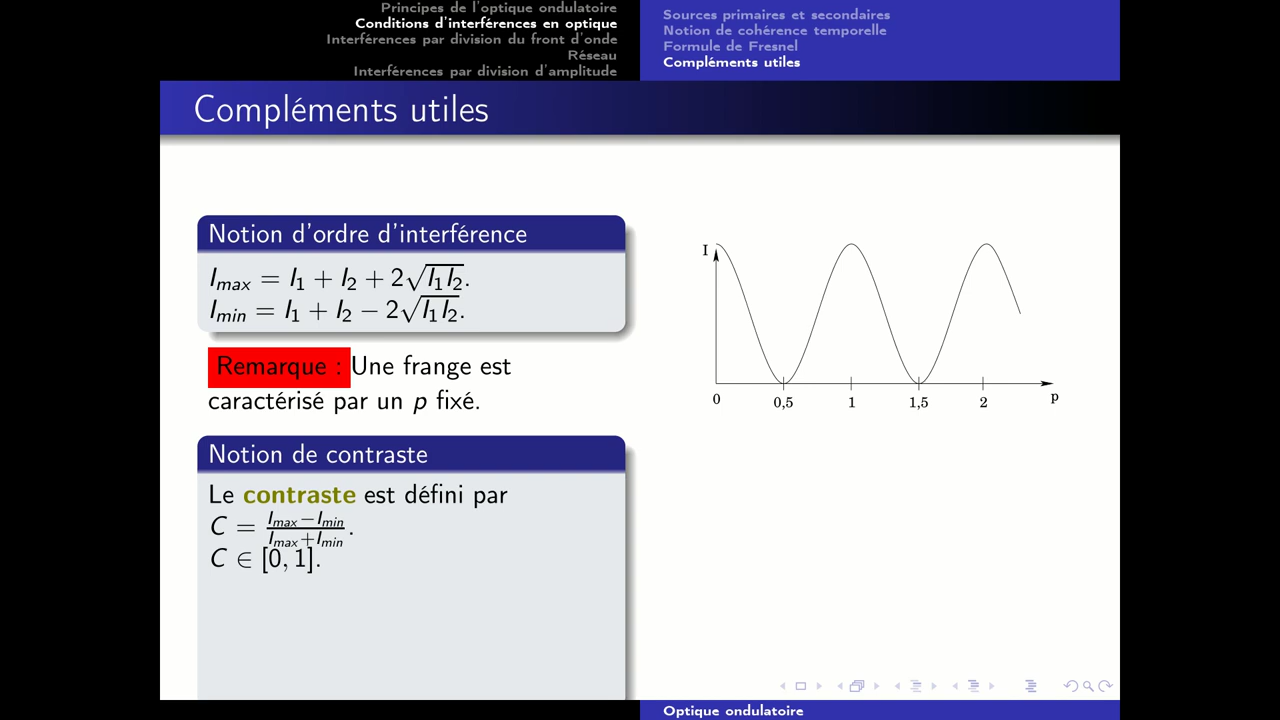 Principes de l'optique ondulatoire
Conditions d'interférences en optique
Interférences par division du front d'onde
Réseau
Interférences par division d'amplitude
Sources primaires et secondaires
Notion de cohérence temporelle
Formule de Fresnel
Compléments utiles
Compléments utiles
Notion d'ordre d'interférence
I_max = I_1 + I_2 + 2√(I_1 I_2).
I_min = I_1 + I_2 − 2√(I_1 I_2).
Remarque : Une frange est
caractérisé par un p fixé.
Notion de contraste
Le contraste est défini par
C = (I_max − I_min)/(I_max + I_min).
C ∈ [0, 1].
I
0 0,5 1 1,5 2 p
Optique ondulatoire